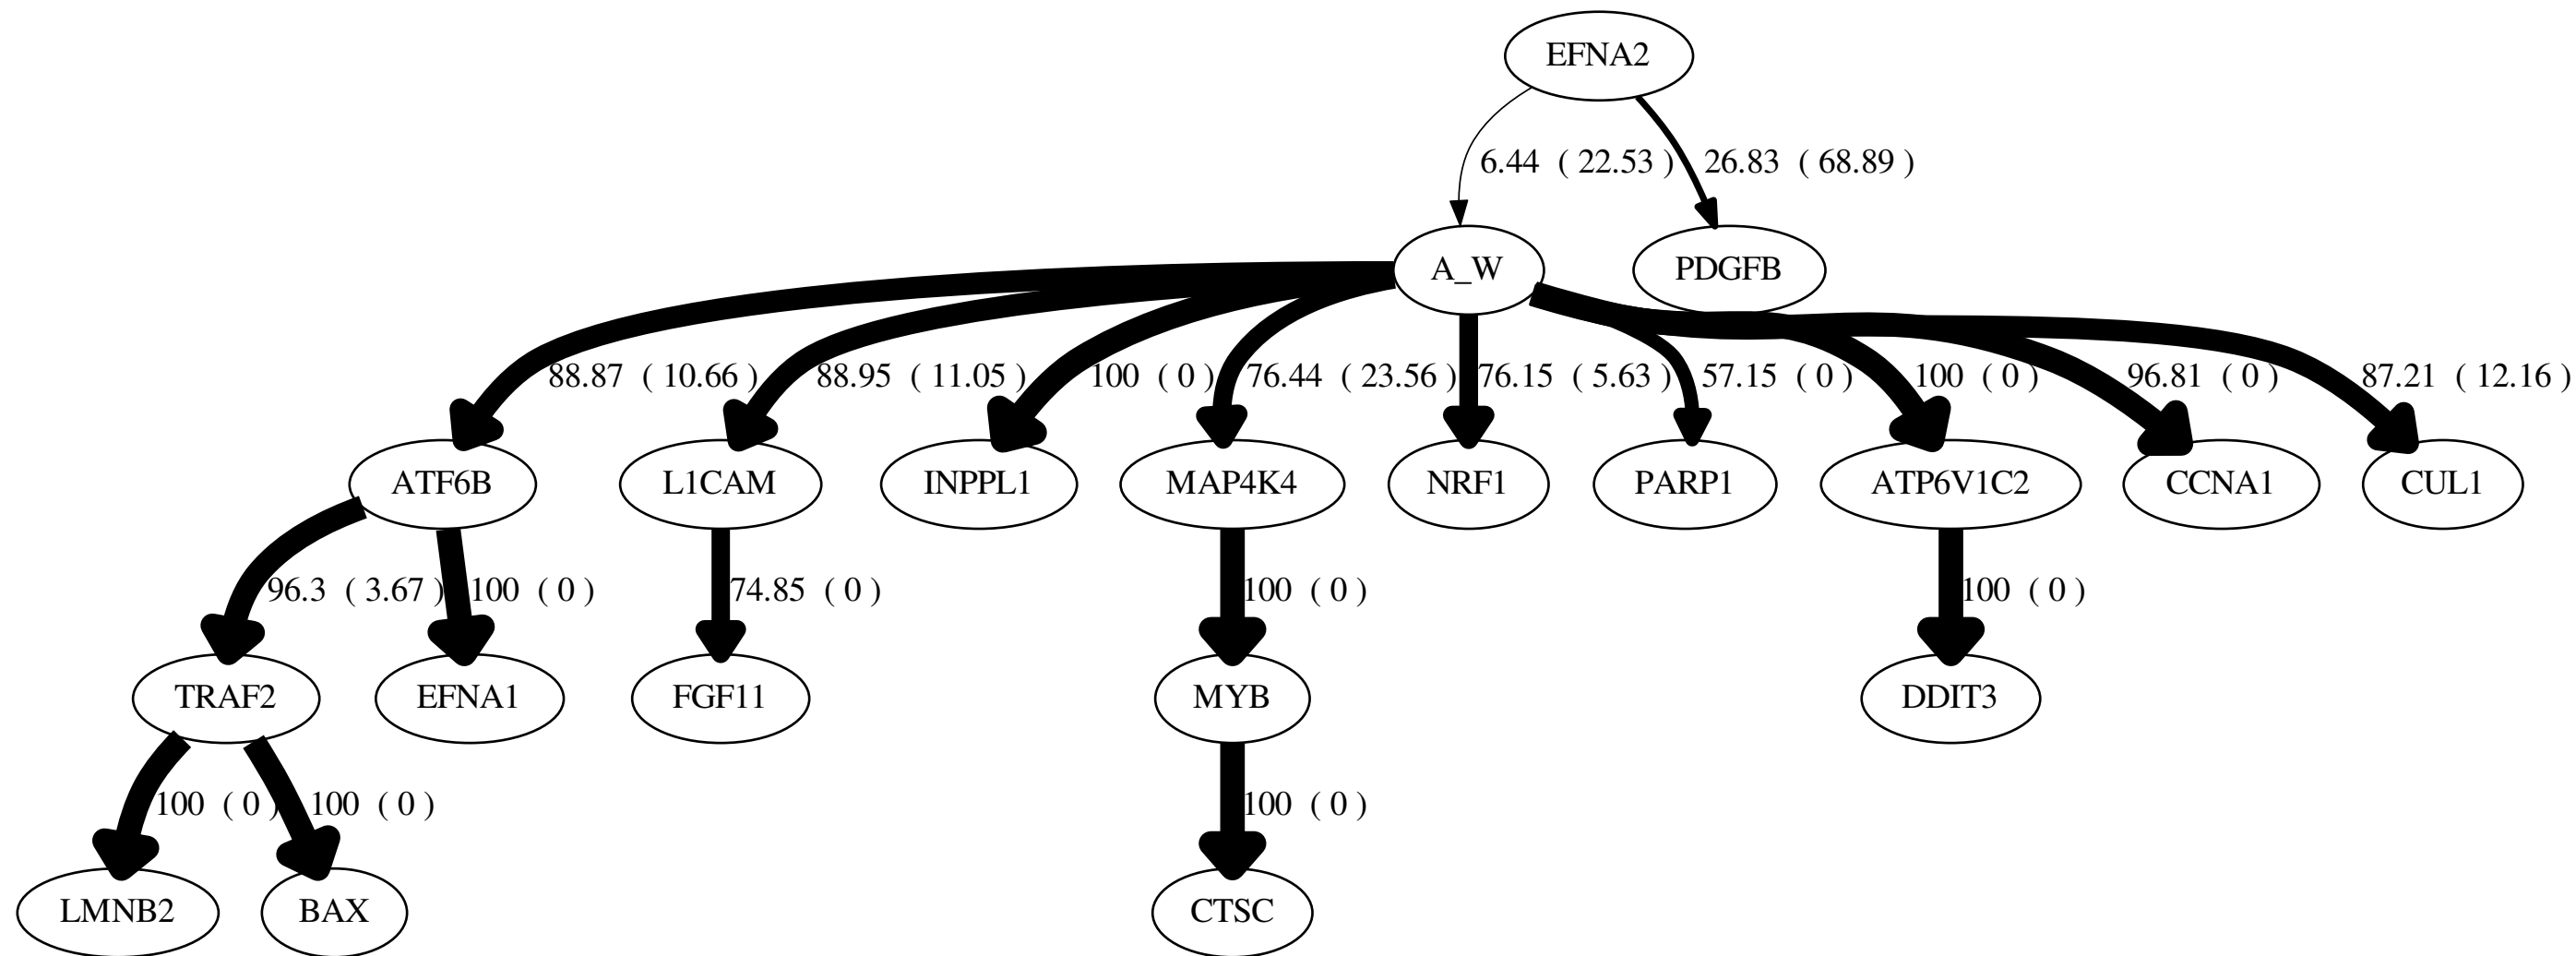 EFNA2
6.44 ( 22.53 ) 26.83 ( 68.89 )
A_W PDGFB
88.87 ( 10.66 ) 88.95 ( 11.05 ) 100 ( 0 ) 76.44 ( 23.56 ) 76.15 ( 5.63 ) 57.15 ( 0 ) 100 ( 0 ) 96.81 ( 0 ) 87.21 ( 12.16 )
ATF6B L1CAM INPPL1 MAP4K4 NRF1 PARP1 ATP6V1C2 CCNA1 CUL1
96.3 ( 3.67 ) 100 ( 0 ) 74.85 ( 0 ) 100 ( 0 ) 100 ( 0 )
TRAF2 EFNA1 FGF11 MYB DDIT3
100 ( 0 ) 100 ( 0 ) 100 ( 0 )
LMNB2 BAX CTSC